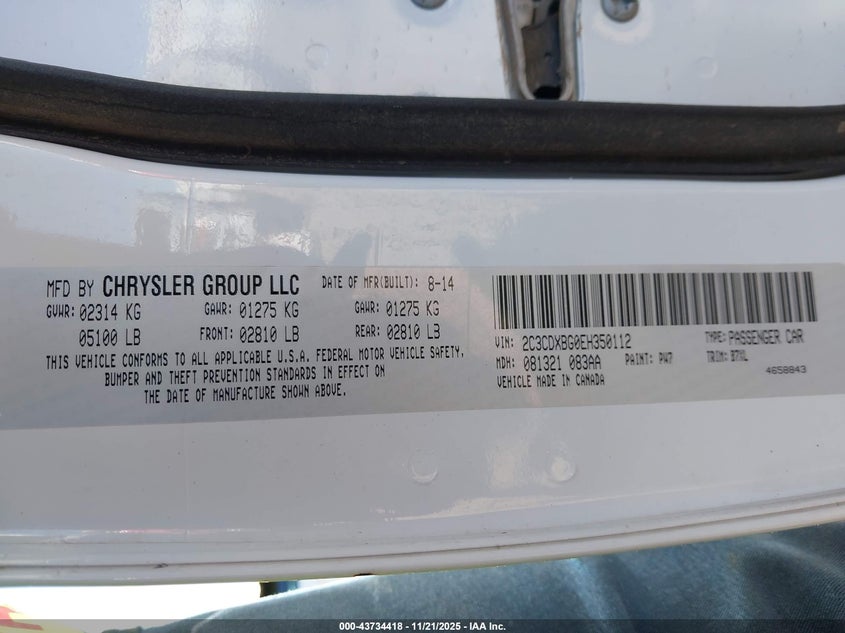 MFD BY CHRYSLER GROUP LLC DATE OF MFR(BUILT): 8-14
GVWR: 02314 KG GAWR: 01275 KG GAWR: 01275 KG
05100 LB FRONT: 02810 LB REAR: 02810 LB
THIS VEHICLE CONFORMS TO ALL APPLICABLE U.S.A. FEDERAL MOTOR VEHICLE SAFETY,
BUMPER AND THEFT PREVENTION STANDARDS IN EFFECT ON
THE DATE OF MANUFACTURE SHOWN ABOVE.
VIN: 2C3CDXBG0EH350112 TYPE: PASSENGER CAR
MDH: 081321 083AA PAINT: PW7 TRIM: B7XL
VEHICLE MADE IN CANADA 4658843
000-43734418 - 11/21/2025 - IAA Inc.